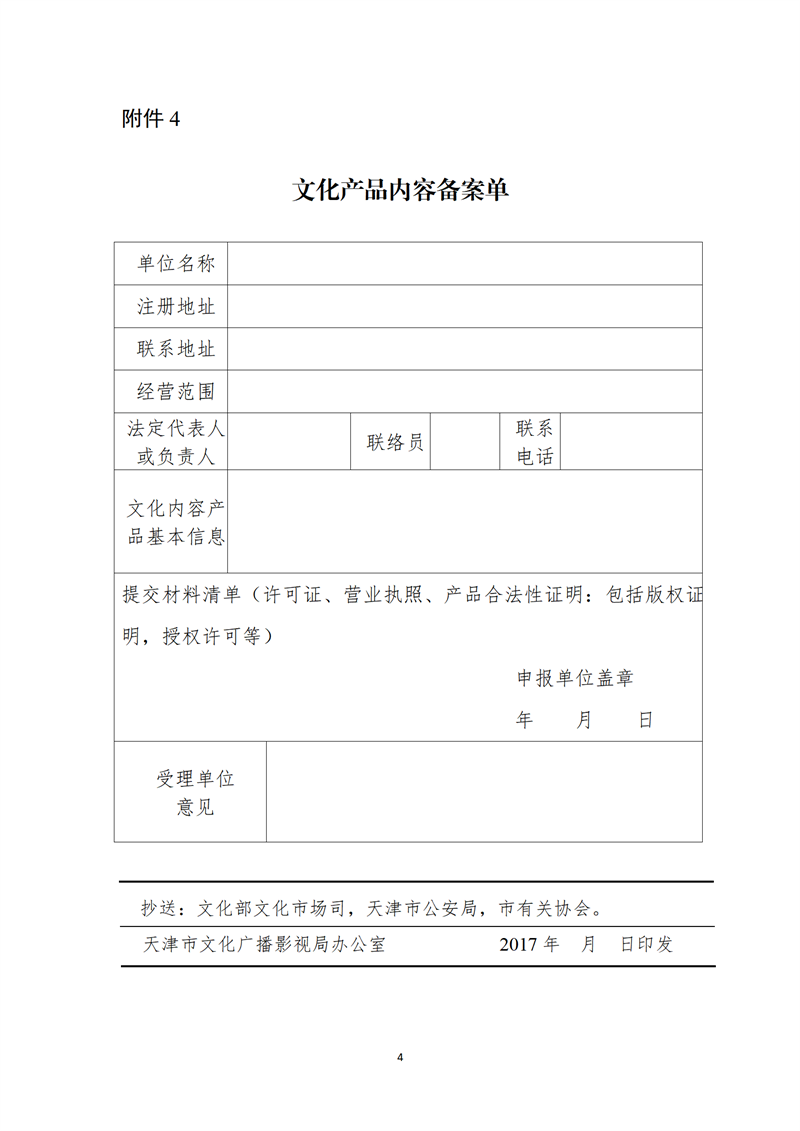 附件 4
文化产品内容备案单
单位名称
注册地址
联系地址
经营范围
法定代表人
或负责人
联络员
联系
电话
文化内容产
品基本信息
提交材料清单（许可证、营业执照、产品合法性证明：包括版权证
明，授权许可等）
申报单位盖章
年 月 日
受理单位
意见
抄送：文化部文化市场司，天津市公安局，市有关协会。
天津市文化广播影视局办公室 2017 年 月 日印发
4